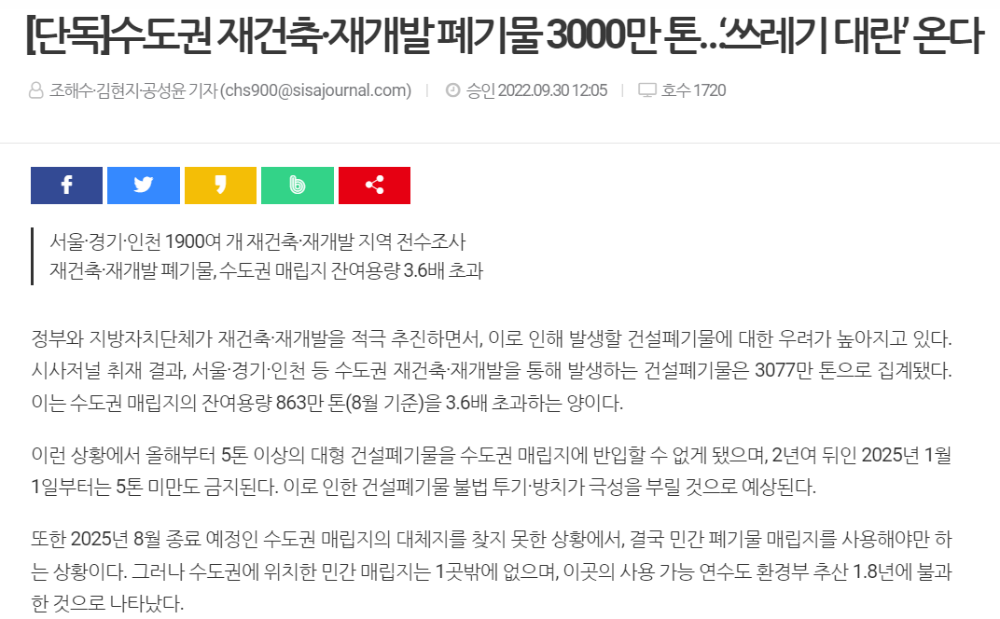 [단독]수도권 재건축·재개발 폐기물 3000만 톤…‘쓰레기 대란’ 온다
조해수·김현지·공성윤 기자 (chs900@sisajournal.com) | 승인 2022.09.30 12:05 | 호수 1720
서울·경기·인천 1900여 개 재건축·재개발 지역 전수조사
재건축·재개발 폐기물, 수도권 매립지 잔여용량 3.6배 초과
정부와 지방자치단체가 재건축·재개발을 적극 추진하면서, 이로 인해 발생할 건설폐기물에 대한 우려가 높아지고 있다.
시사저널 취재 결과, 서울·경기·인천 등 수도권 재건축·재개발을 통해 발생하는 건설폐기물은 3077만 톤으로 집계됐다.
이는 수도권 매립지의 잔여용량 863만 톤(8월 기준)을 3.6배 초과하는 양이다.
이런 상황에서 올해부터 5톤 이상의 대형 건설폐기물을 수도권 매립지에 반입할 수 없게 됐으며, 2년여 뒤인 2025년 1월
1일부터는 5톤 미만도 금지된다. 이로 인한 건설폐기물 불법 투기·방치가 극성을 부릴 것으로 예상된다.
또한 2025년 8월 종료 예정인 수도권 매립지의 대체지를 찾지 못한 상황에서, 결국 민간 폐기물 매립지를 사용해야만 하
는 상황이다. 그러나 수도권에 위치한 민간 매립지는 1곳밖에 없으며, 이곳의 사용 가능 연수도 환경부 추산 1.8년에 불과
한 것으로 나타났다.